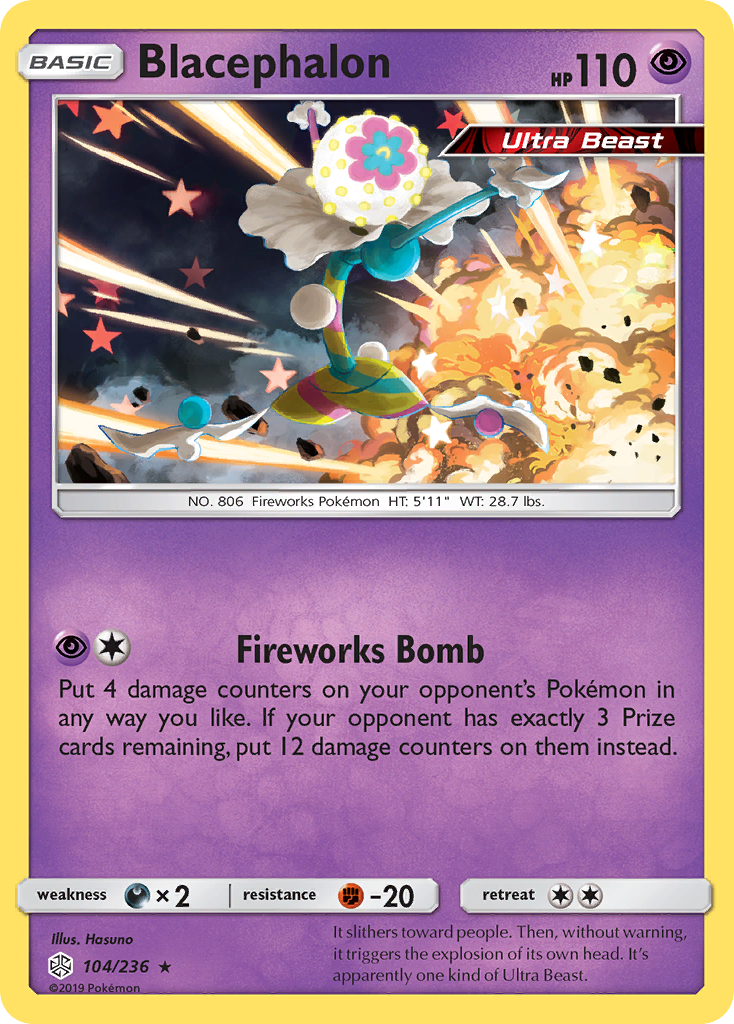 BASIC
Blacephalon
HP 110
Ultra Beast
NO. 806 Fireworks Pokémon HT: 5'11" WT: 28.7 lbs.
Fireworks Bomb
Put 4 damage counters on your opponent's Pokémon in
any way you like. If your opponent has exactly 3 Prize
cards remaining, put 12 damage counters on them instead.
weakness ×2 resistance -20 retreat
Illus. Hasuno
104/236 ★
©2019 Pokémon
It slithers toward people. Then, without warning,
it triggers the explosion of its own head. It's
apparently one kind of Ultra Beast.